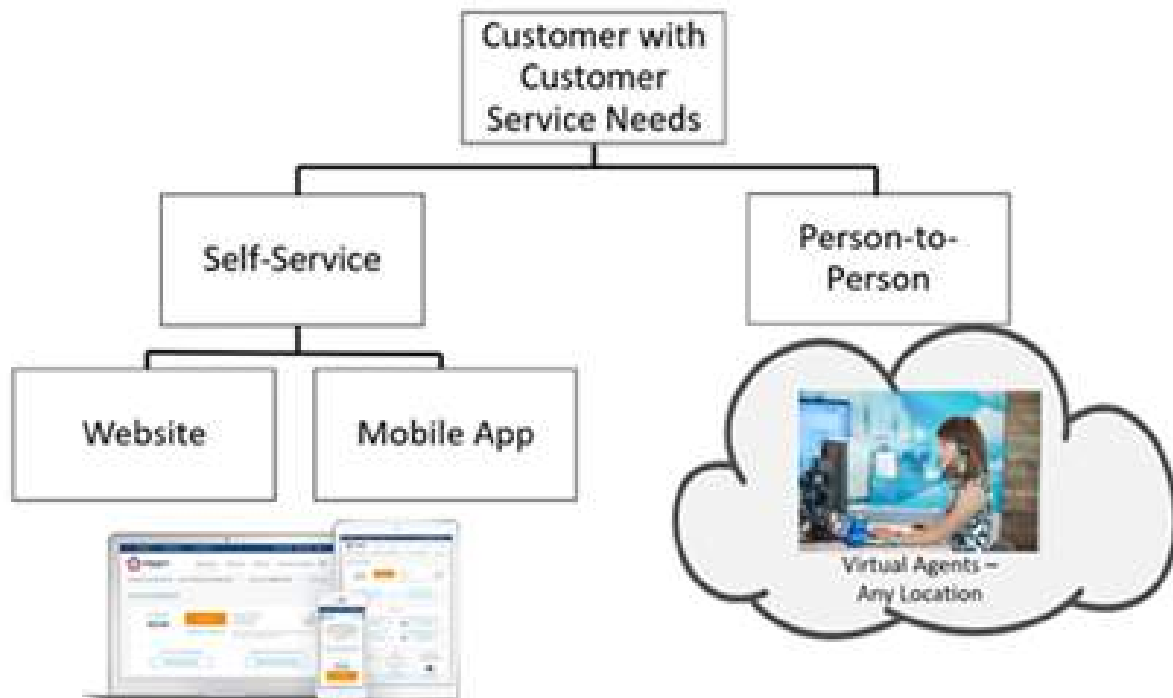 Customer with
Customer
Service Needs
Self-Service
Person-to-
Person
Website
Mobile App
Virtual Agents –
Any Location